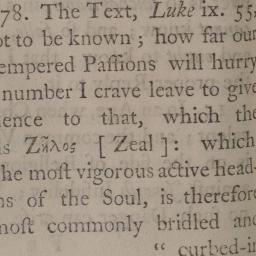 78. The Text, Luke ix. 55,
ot to be known; how far our
empered Paſſions will hurry
number I crave leave to give
ience to that, which the
s Ζῆλος [Zeal]: which
he moſt vigorous active head-
ns of the Soul, is therefore
moſt commonly bridled and
“ curbed-in